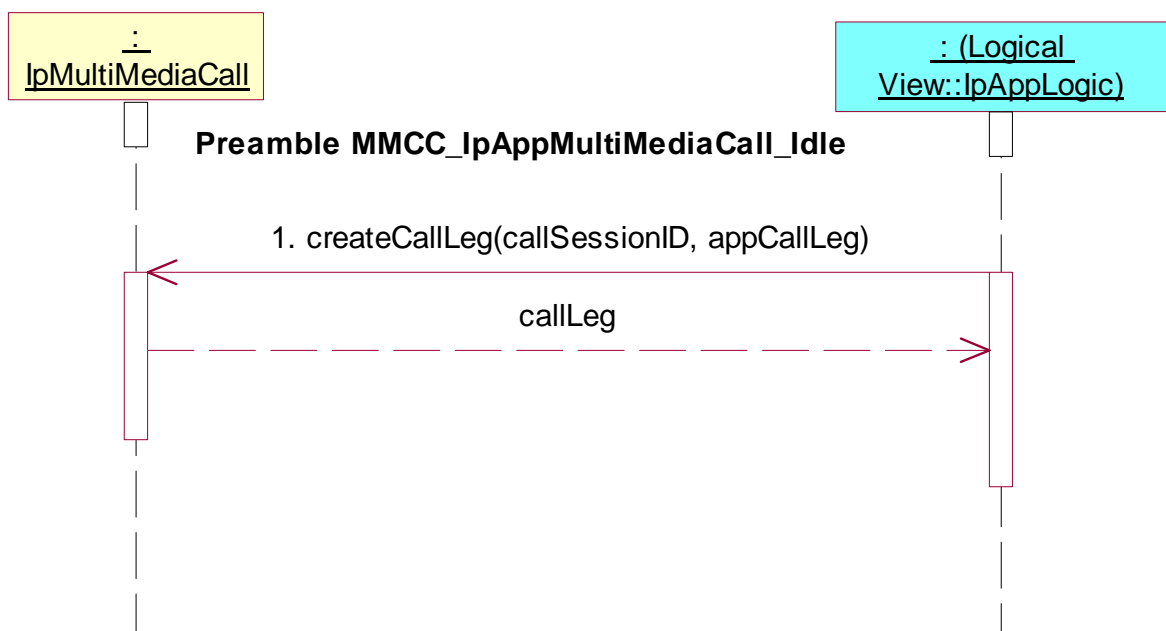 :
IpMultiMediaCall
: (Logical
View::IpAppLogic)
Preamble MMCC_IpAppMultiMediaCall_Idle
1. createCallLeg(callSessionID, appCallLeg)
callLeg